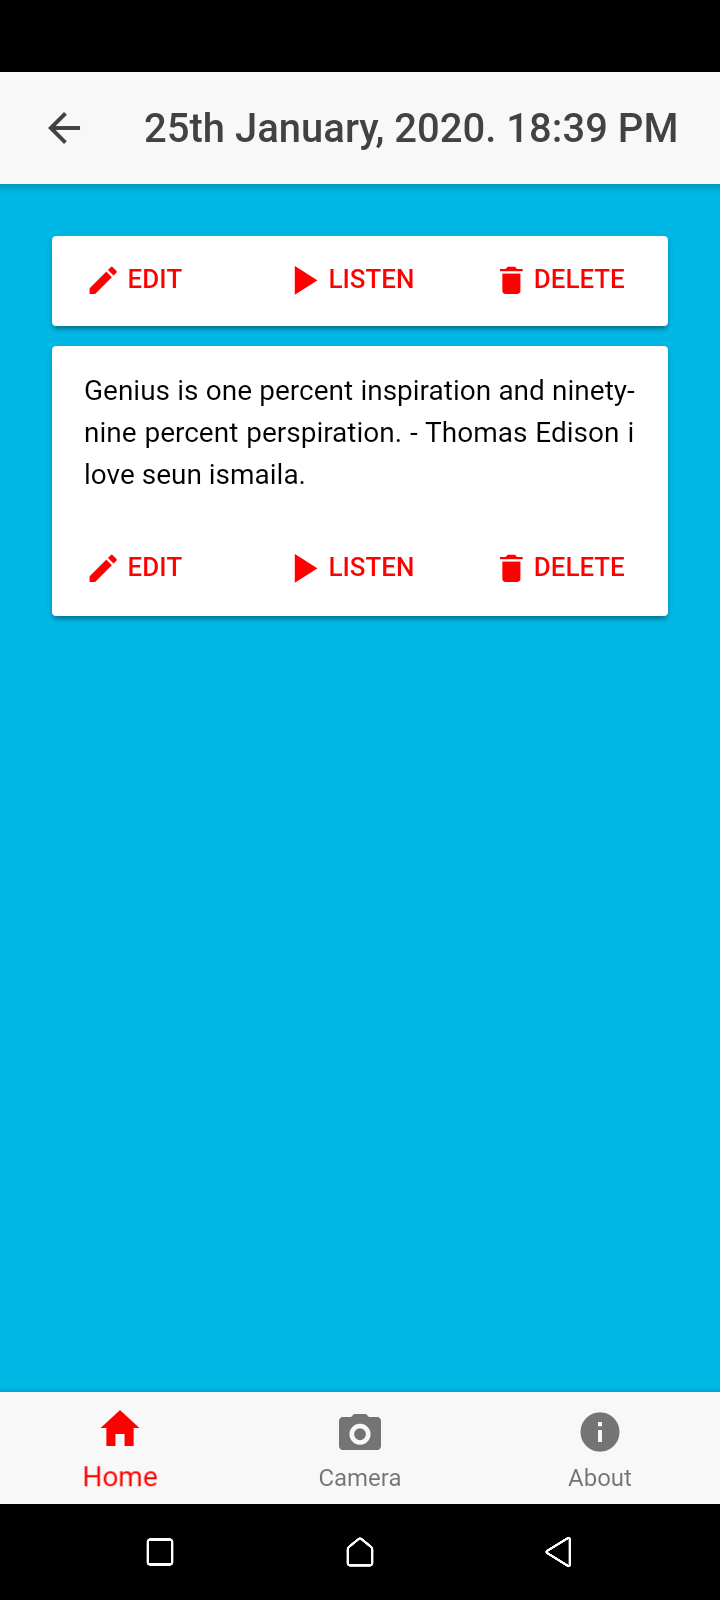 25th January, 2020. 18:39 PM
EDIT LISTEN DELETE
Genius is one percent inspiration and ninety-
nine percent perspiration. - Thomas Edison i
love seun ismaila.
EDIT LISTEN DELETE
Home Camera About